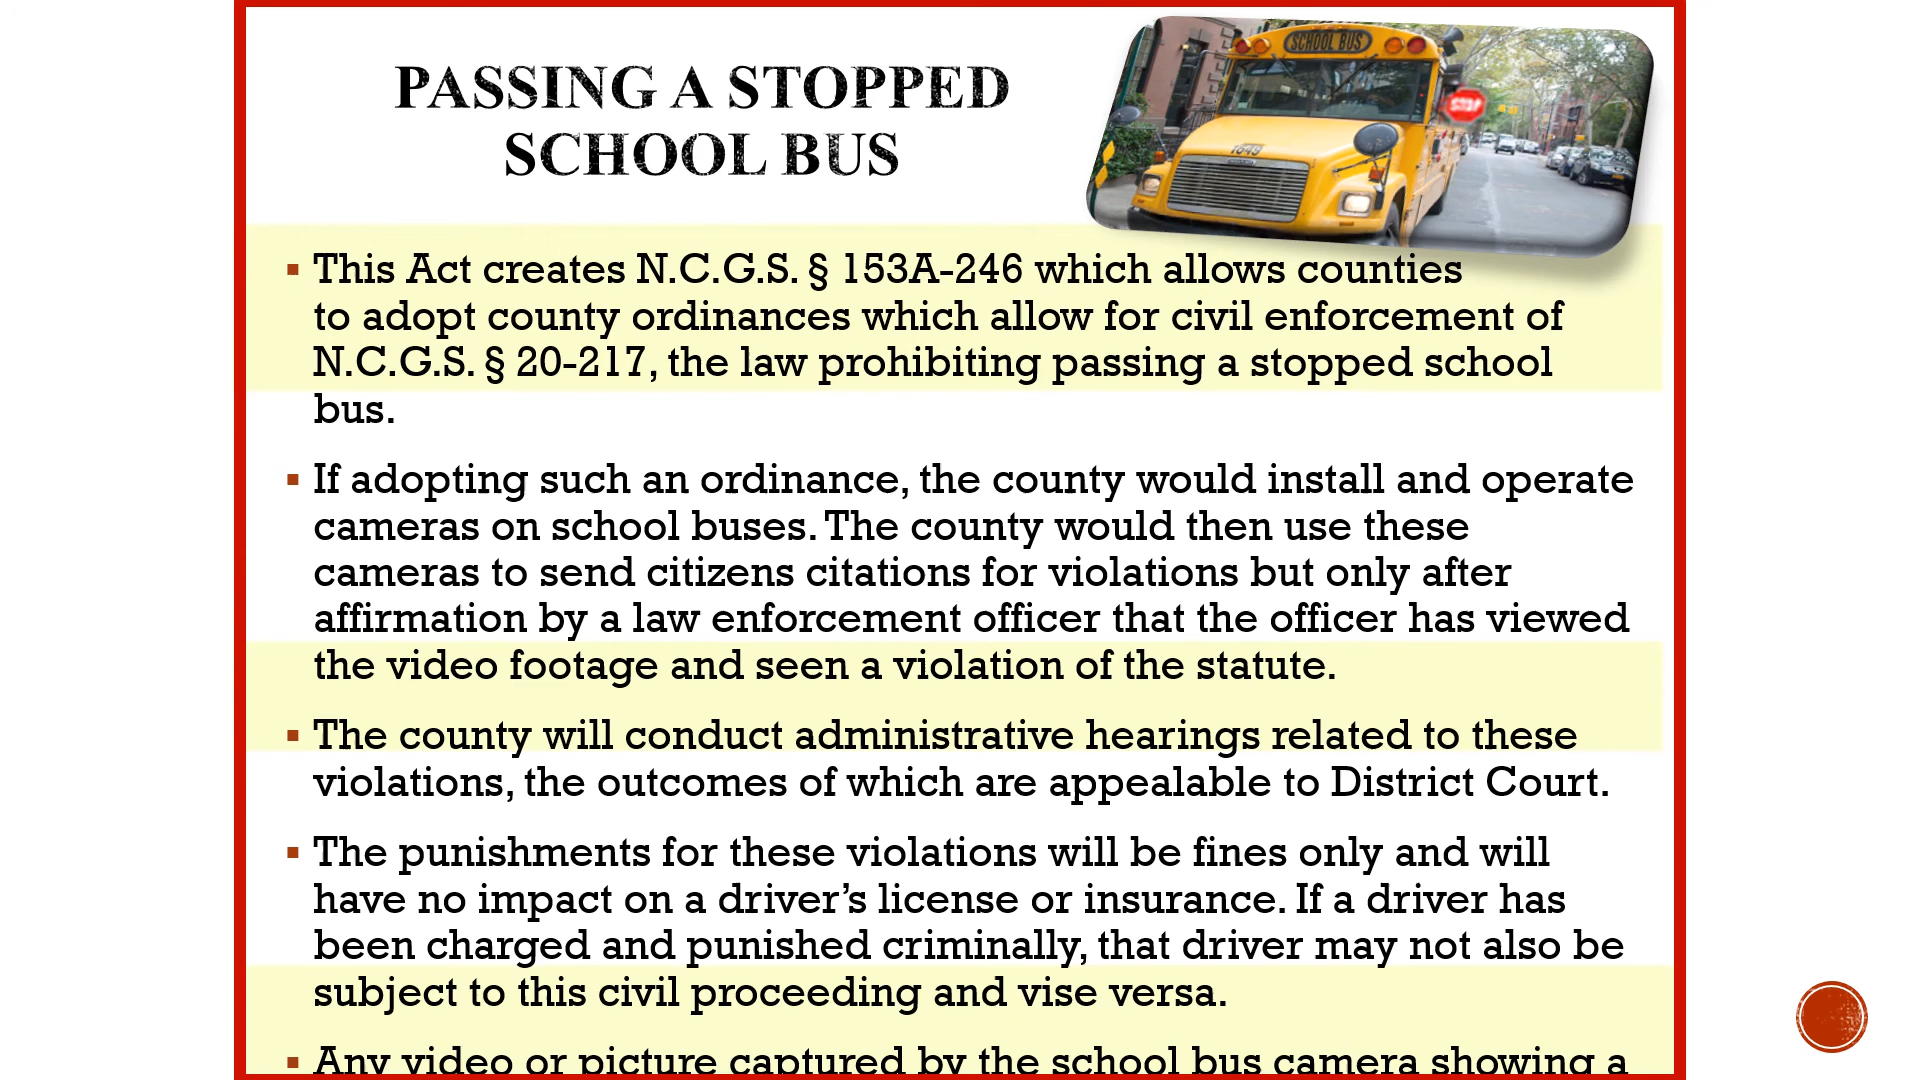 PASSING A STOPPED
SCHOOL BUS
SCHOOL BUS
STOP
1649
▪ This Act creates N.C.G.S. § 153A-246 which allows counties
to adopt county ordinances which allow for civil enforcement of
N.C.G.S. § 20-217, the law prohibiting passing a stopped school
bus.
▪ If adopting such an ordinance, the county would install and operate
cameras on school buses. The county would then use these
cameras to send citizens citations for violations but only after
affirmation by a law enforcement officer that the officer has viewed
the video footage and seen a violation of the statute.
▪ The county will conduct administrative hearings related to these
violations, the outcomes of which are appealable to District Court.
▪ The punishments for these violations will be fines only and will
have no impact on a driver’s license or insurance. If a driver has
been charged and punished criminally, that driver may not also be
subject to this civil proceeding and vise versa.
▪ Any video or picture captured by the school bus camera showing a